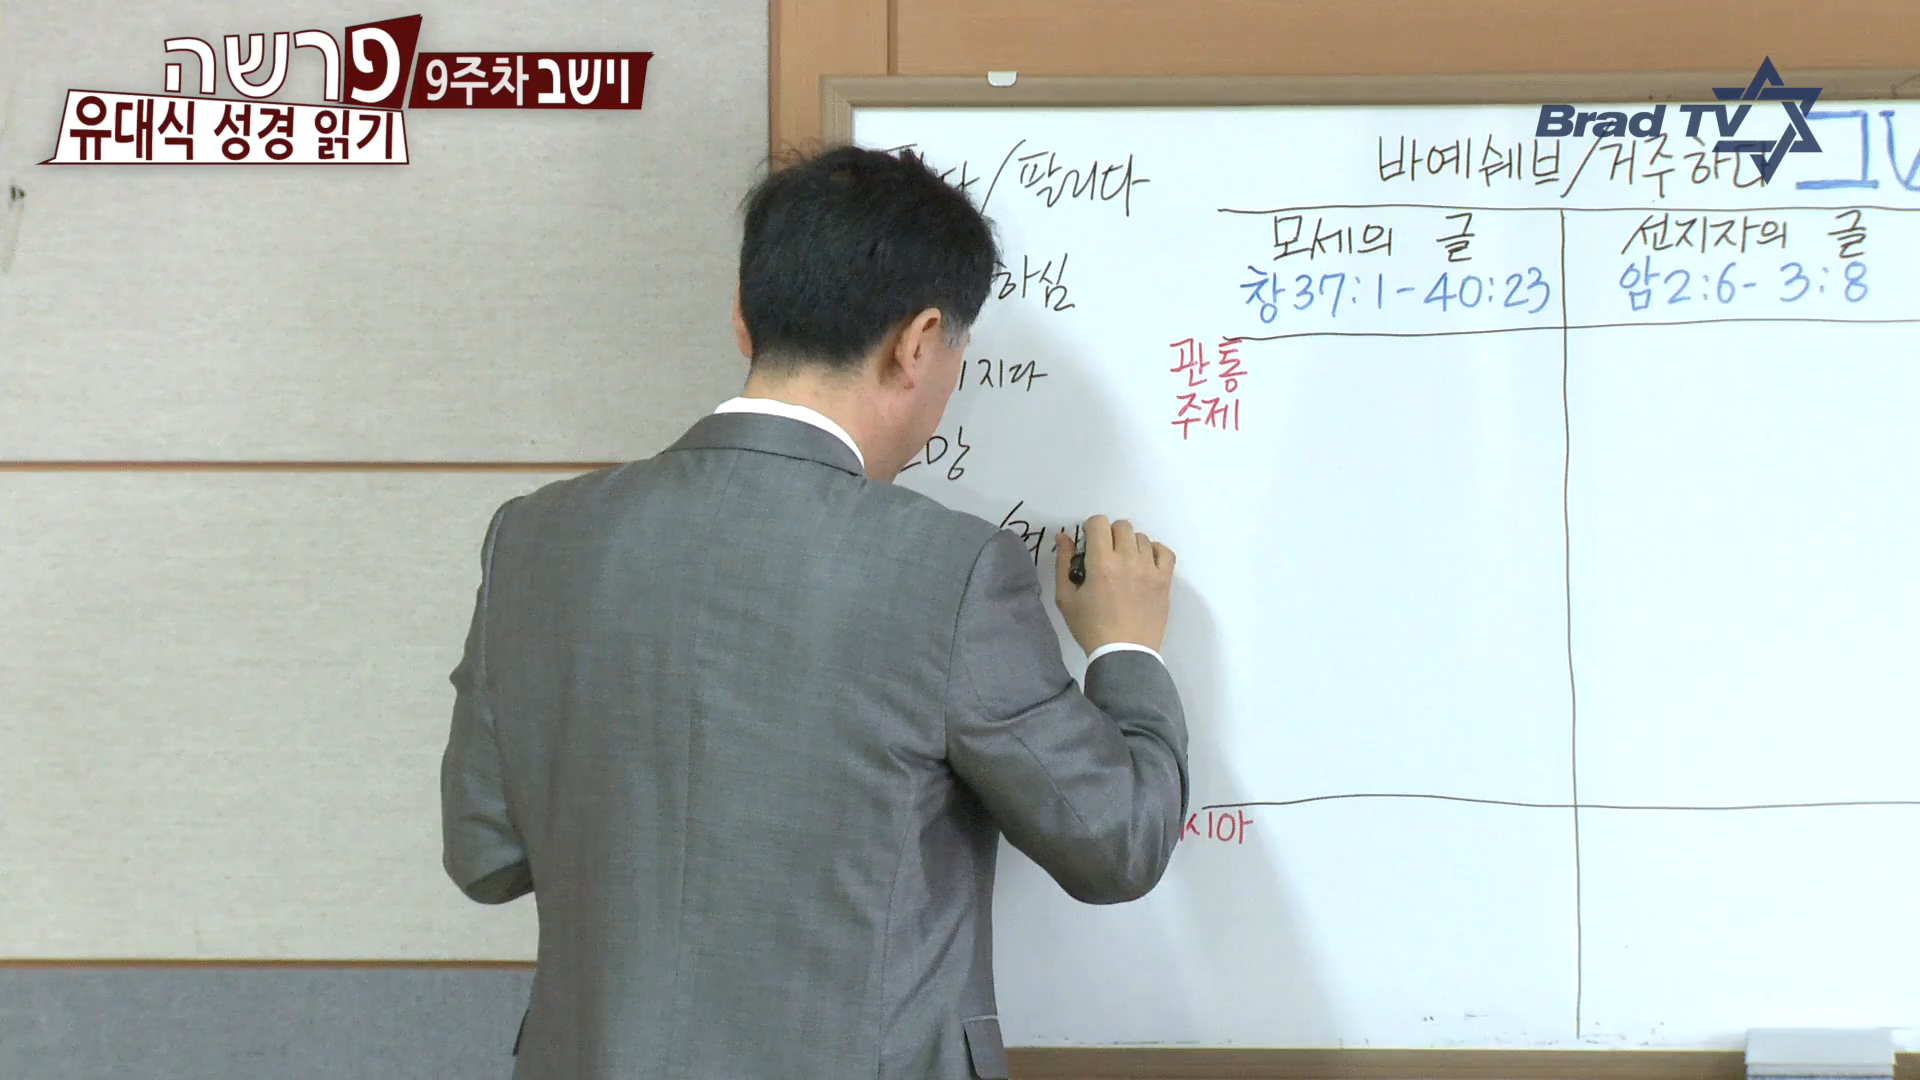 פרשה
유대식 성경 읽기
9주차 וישב
Brad TV
/팔리다
하심
지다
바예쉐브/거주하다
모세의 글
창37:1-40:23
선지자의 글
암2:6-3:8
관통
주제
시아